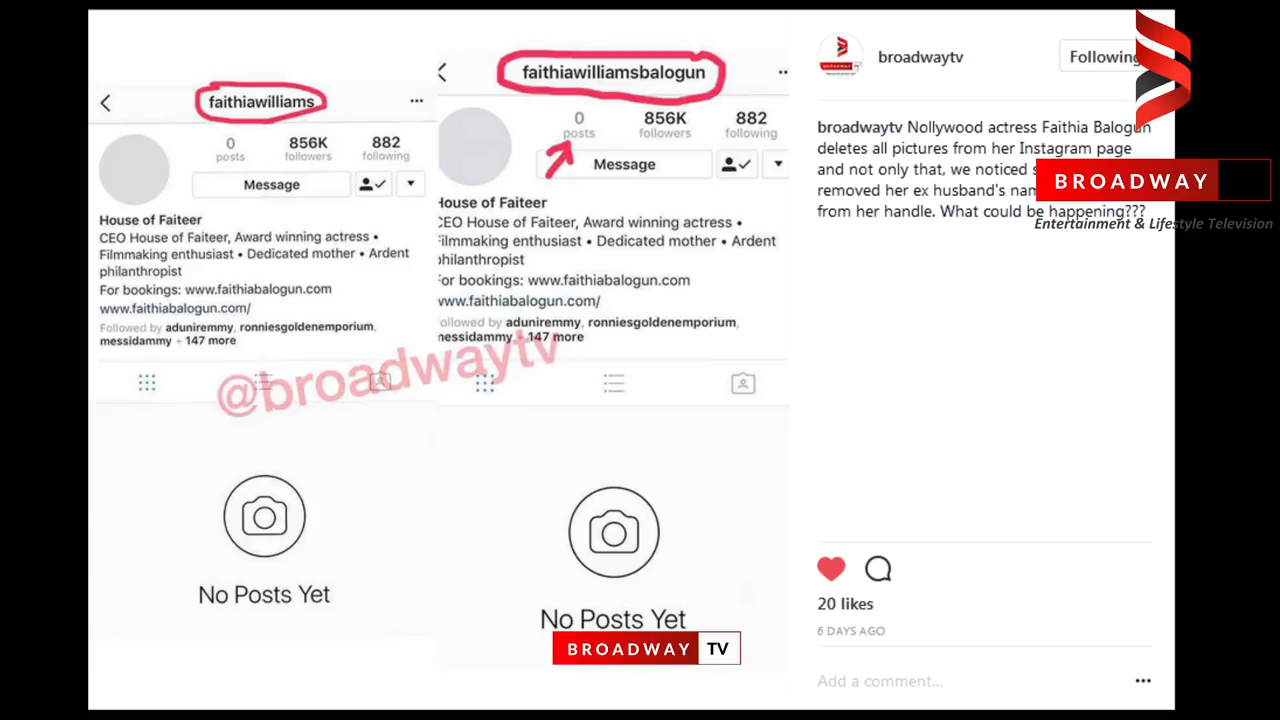 faithiawilliams
0
posts
856K
followers
882
following
Message
House of Faiteer
CEO House of Faiteer, Award winning actress •
Filmmaking enthusiast • Dedicated mother • Ardent
philanthropist
For bookings: www.faithiabalogun.com
www.faithiabalogun.com/
Followed by aduniremmy, ronniesgoldenemporium,
messidammy + 147 more
No Posts Yet
faithiawilliamsbalogun
0
posts
856K
followers
882
following
Message
House of Faiteer
CEO House of Faiteer, Award winning actress •
Filmmaking enthusiast • Dedicated mother • Ardent
philanthropist
For bookings: www.faithiabalogun.com
www.faithiabalogun.com/
ollowed by aduniremmy, ronniesgoldenemporium,
nessidammy + 147 more
No Posts Yet
@broadwaytv
BROADWAY TV
broadwaytv
Following
broadwaytv Nollywood actress Faithia Balogun
deletes all pictures from her Instagram page
and not only that, we noticed
removed her ex husband's
from her handle. What could be happening???
BROADWAY
Entertainment & Lifestyle Television
20 likes
6 DAYS AGO
Add a comment...